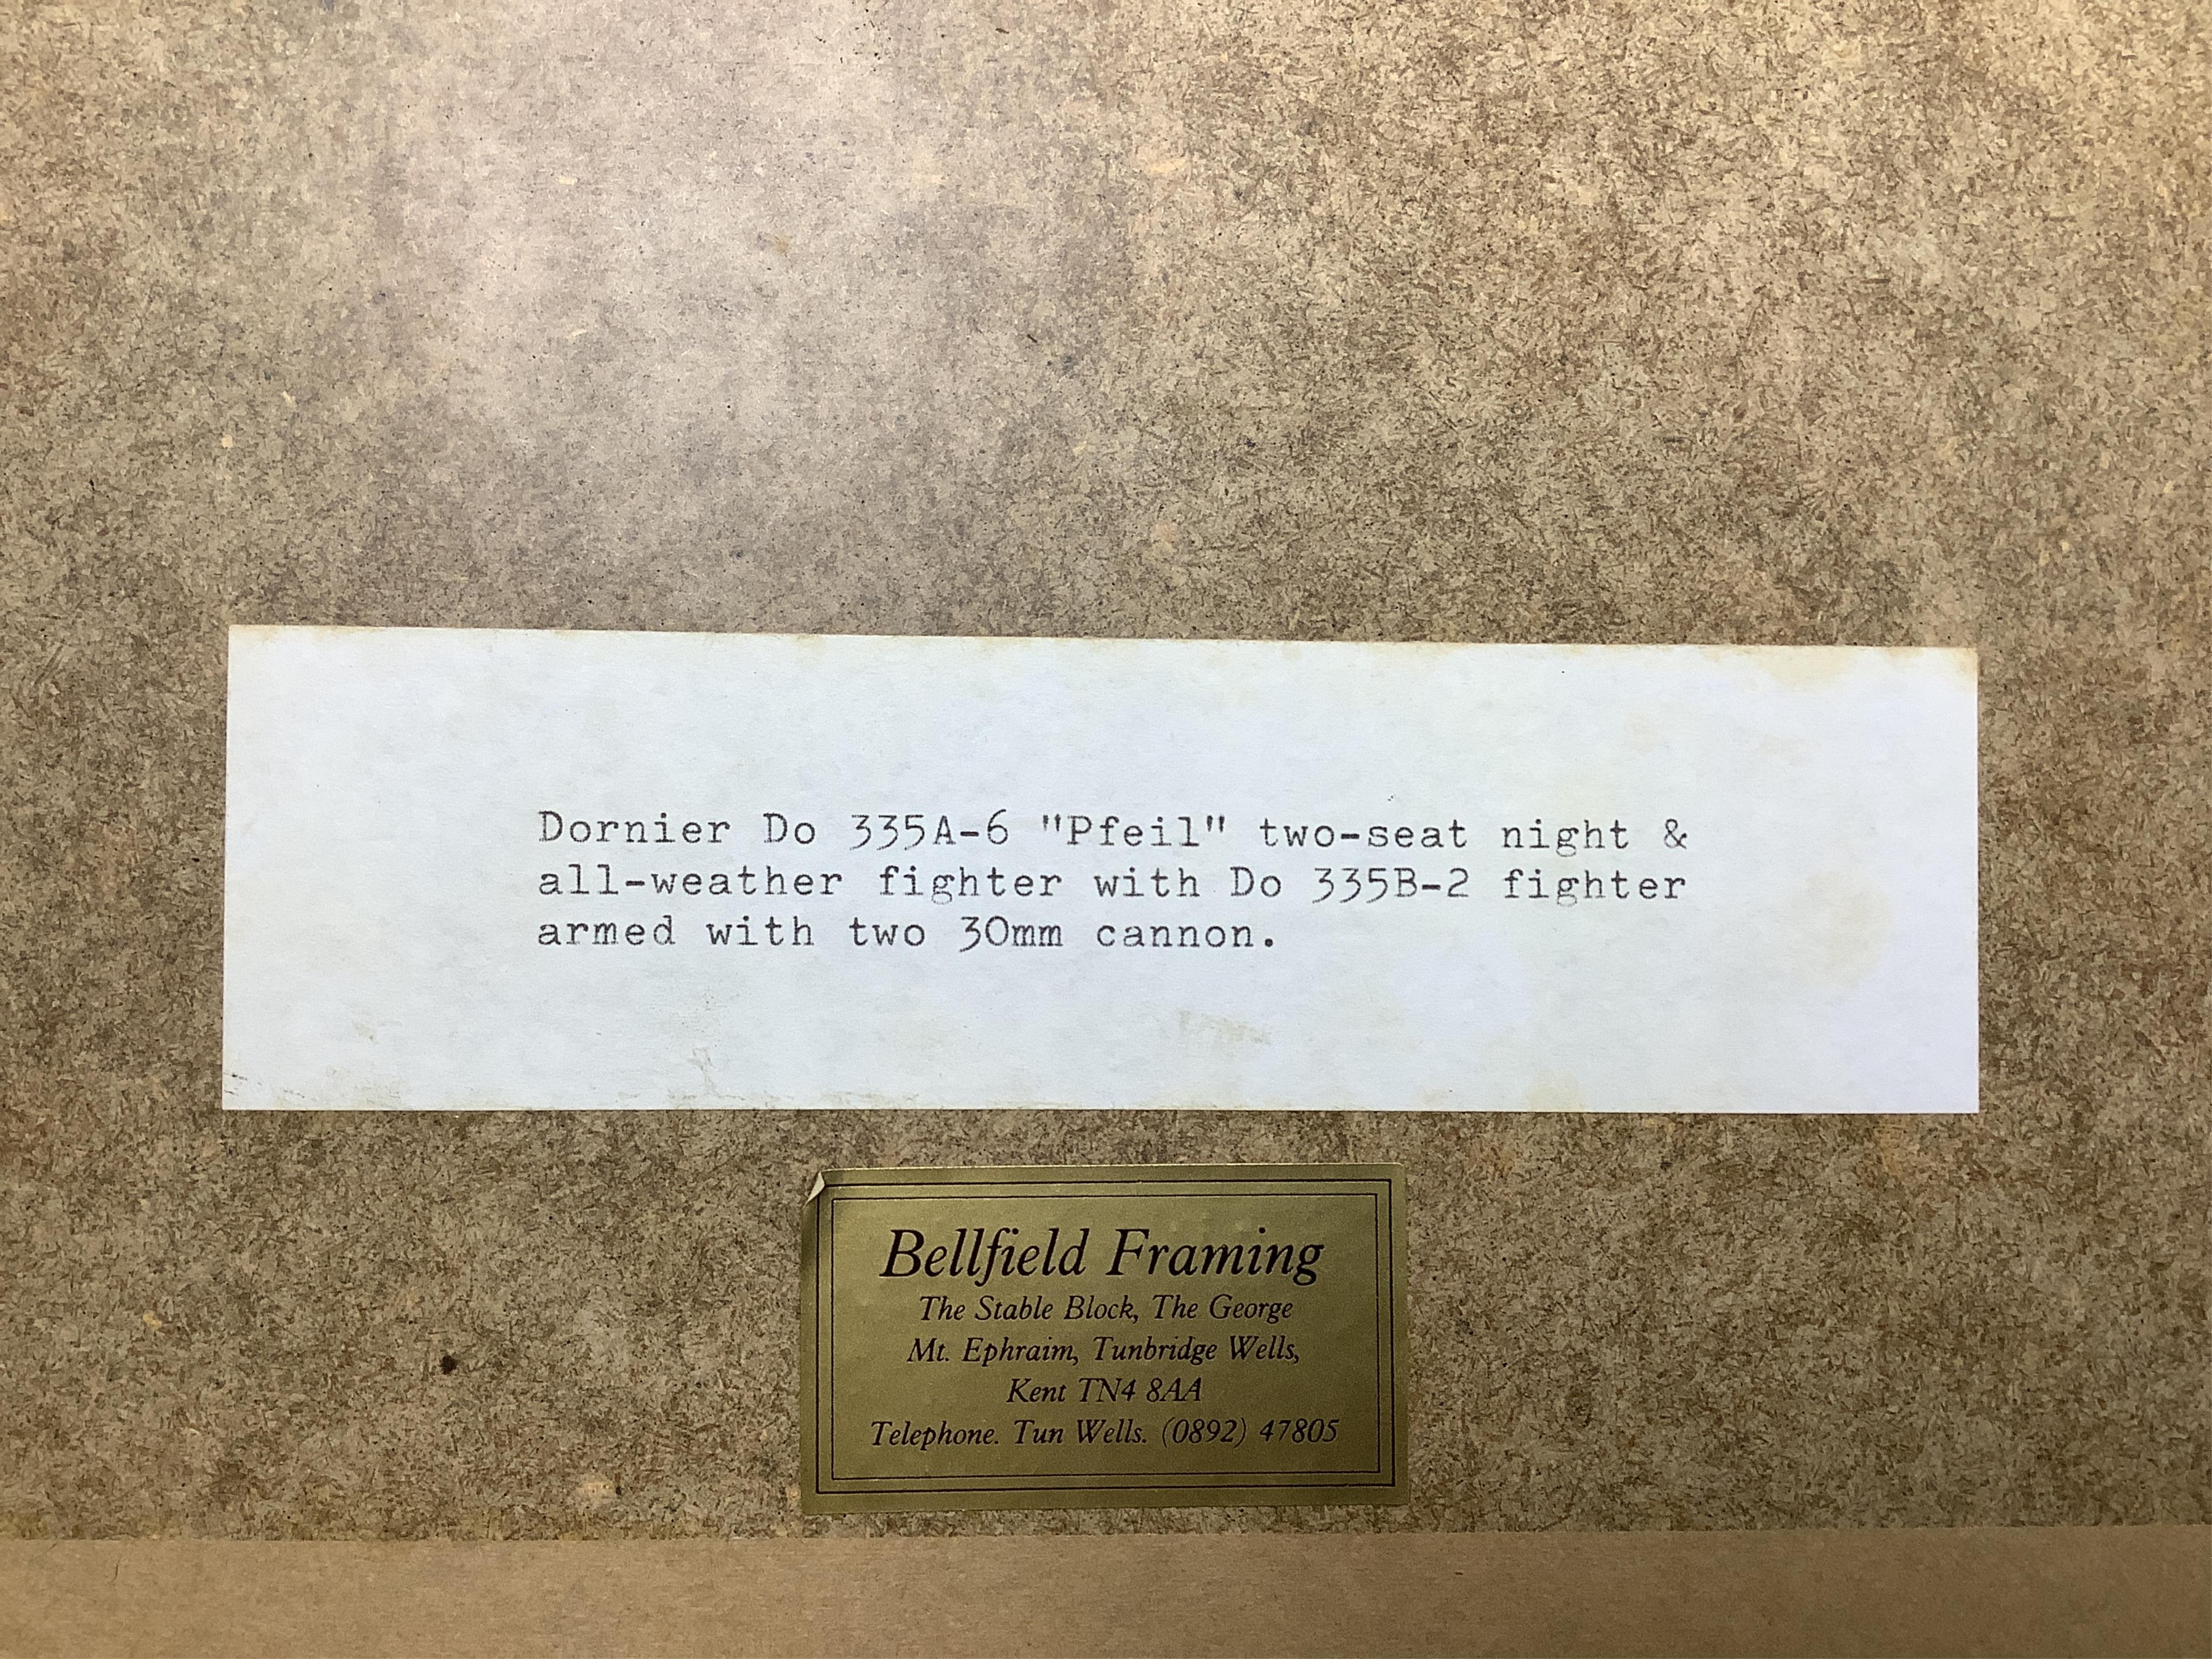 Dornier Do 335A-6 "Pfeil" two-seat night &
all-weather fighter with Do 335B-2 fighter
armed with two 30mm cannon.
Bellfield Framing
The Stable Block, The George
Mt. Ephraim, Tunbridge Wells,
Kent TN4 8AA
Telephone. Tun Wells. (0892) 47805